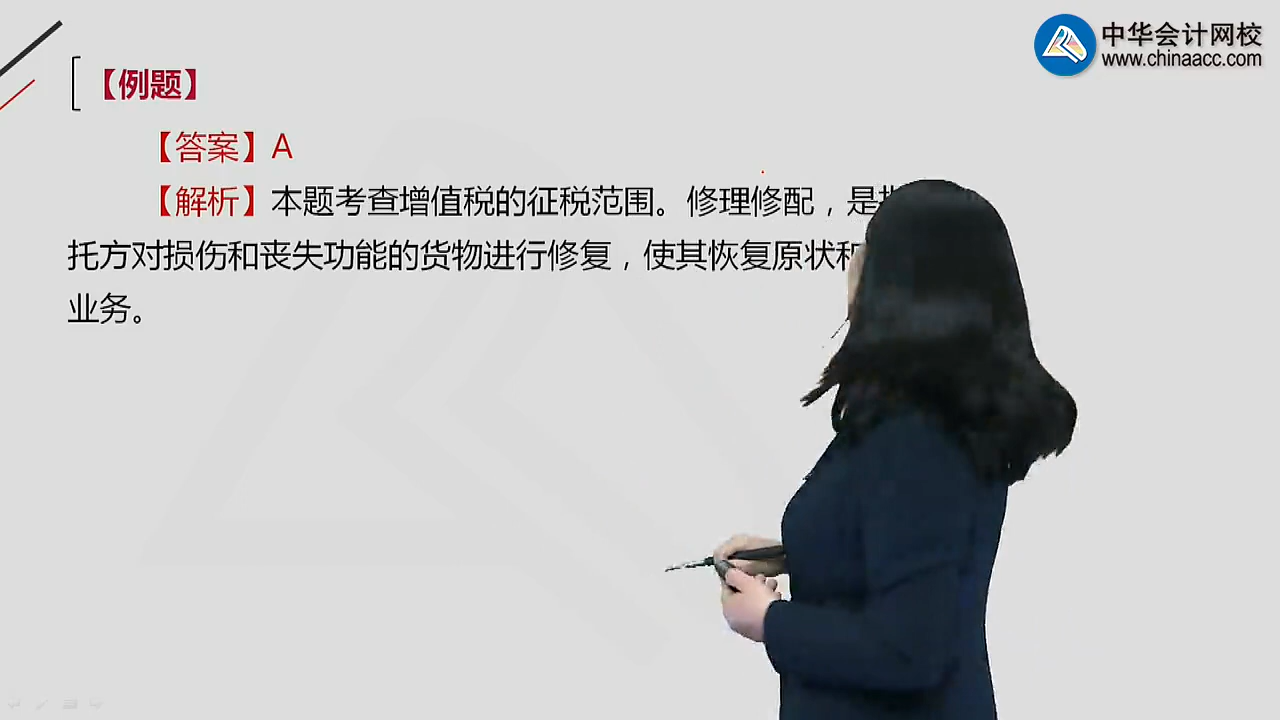 中华会计网校
www.chinaacc.com
【例题】
【答案】A
【解析】本题考查增值税的征税范围。修理修配，是
托方对损伤和丧失功能的货物进行修复，使其恢复原状和
业务。